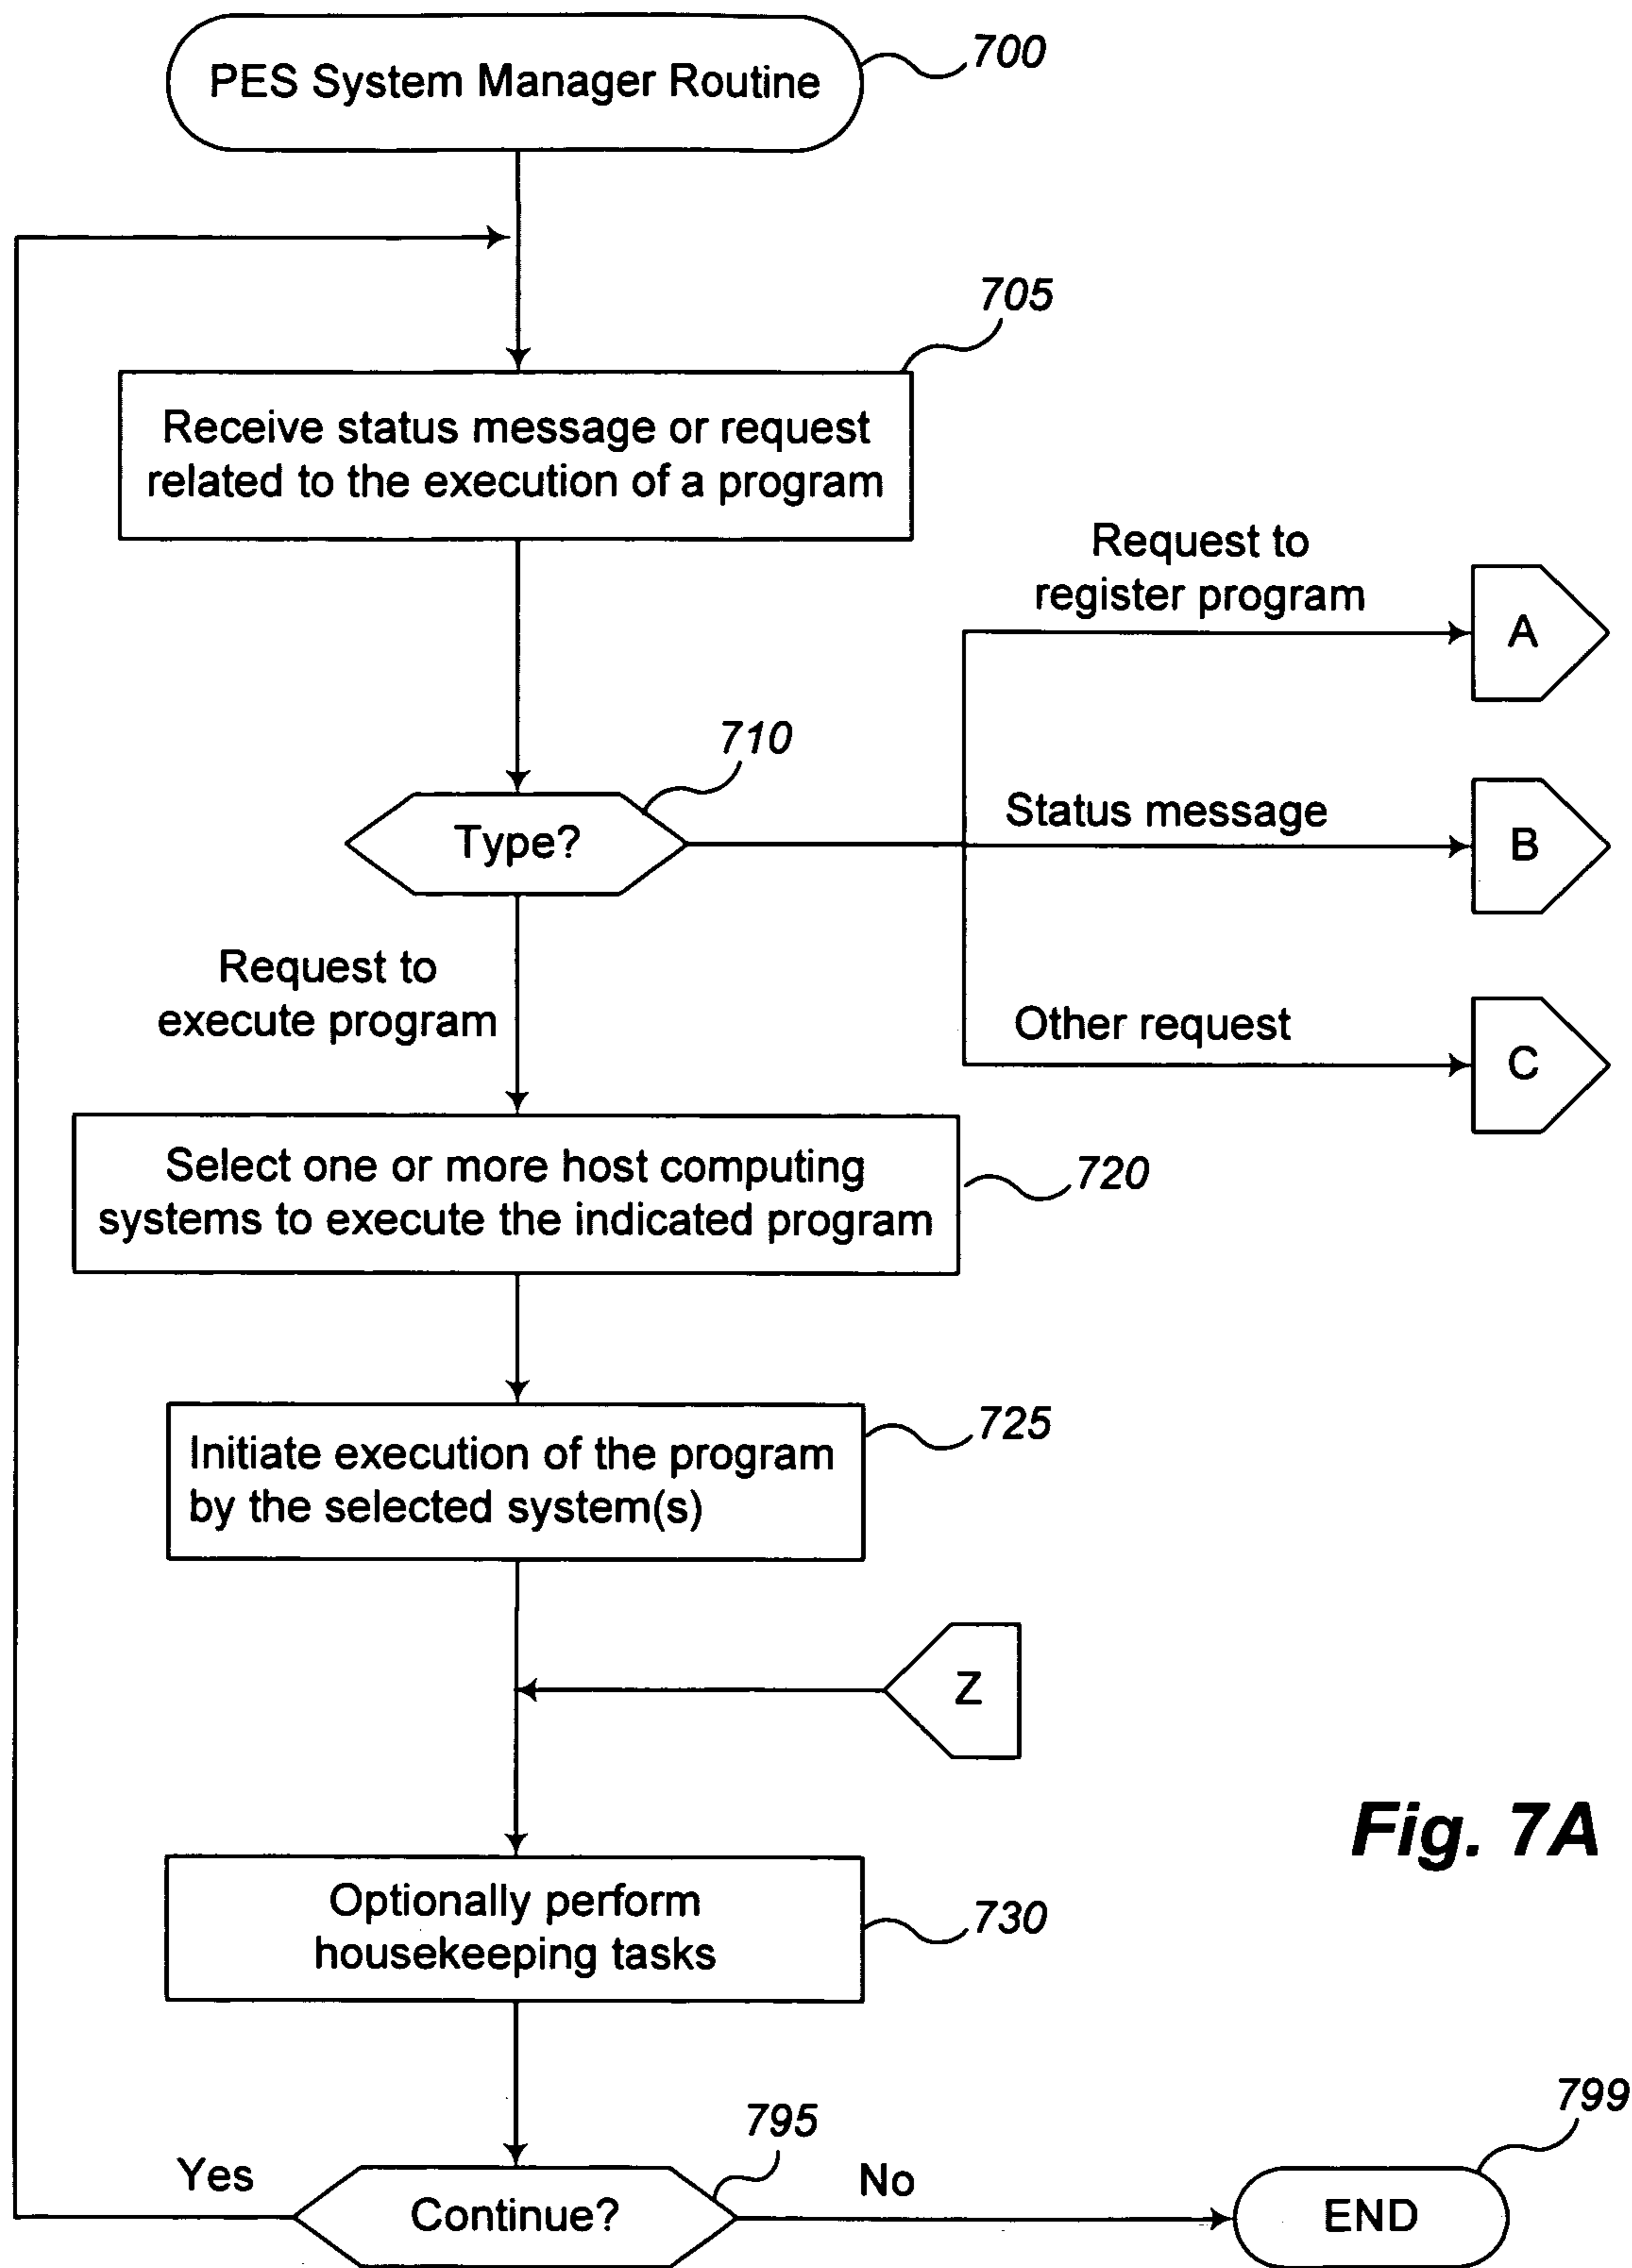 PES System Manager Routine
700
705
Receive status message or request
related to the execution of a program
Request to
register program
A
710
Type?
Status message
B
Request to
execute program
Other request
C
Select one or more host computing
systems to execute the indicated program
720
Initiate execution of the program
by the selected system(s)
725
Z
Fig. 7A
Optionally perform
housekeeping tasks
730
795
799
Yes
Continue?
No
END